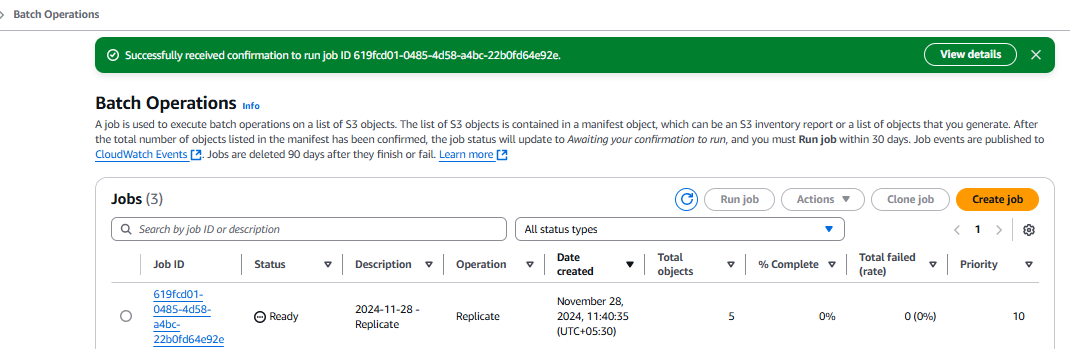 Batch Operations
Successfully received confirmation to run job ID 619fcd01-0485-4d58-a4bc-22b0fd64e92e.
View details
Batch Operations Info
A job is used to execute batch operations on a list of S3 objects. The list of S3 objects is contained in a manifest object, which can be an S3 inventory report or a list of objects that you generate. After
the total number of objects listed in the manifest has been confirmed, the job status will update to Awaiting your confirmation to run, and you must Run job within 30 days. Job events are published to
CloudWatch Events. Jobs are deleted 90 days after they finish or fail. Learn more
Jobs (3)
Run job
Actions
Clone job
Create job
Search by job ID or description
All status types
1
Job ID
Status
Description
Operation
Date
created
Total
objects
% Complete
Total failed
(rate)
Priority
619fcd01-
0485-4d58-
a4bc-
22b0fd64e92e
Ready
2024-11-28 -
Replicate
Replicate
November 28,
2024, 11:40:35
(UTC+05:30)
5
0%
0 (0%)
10